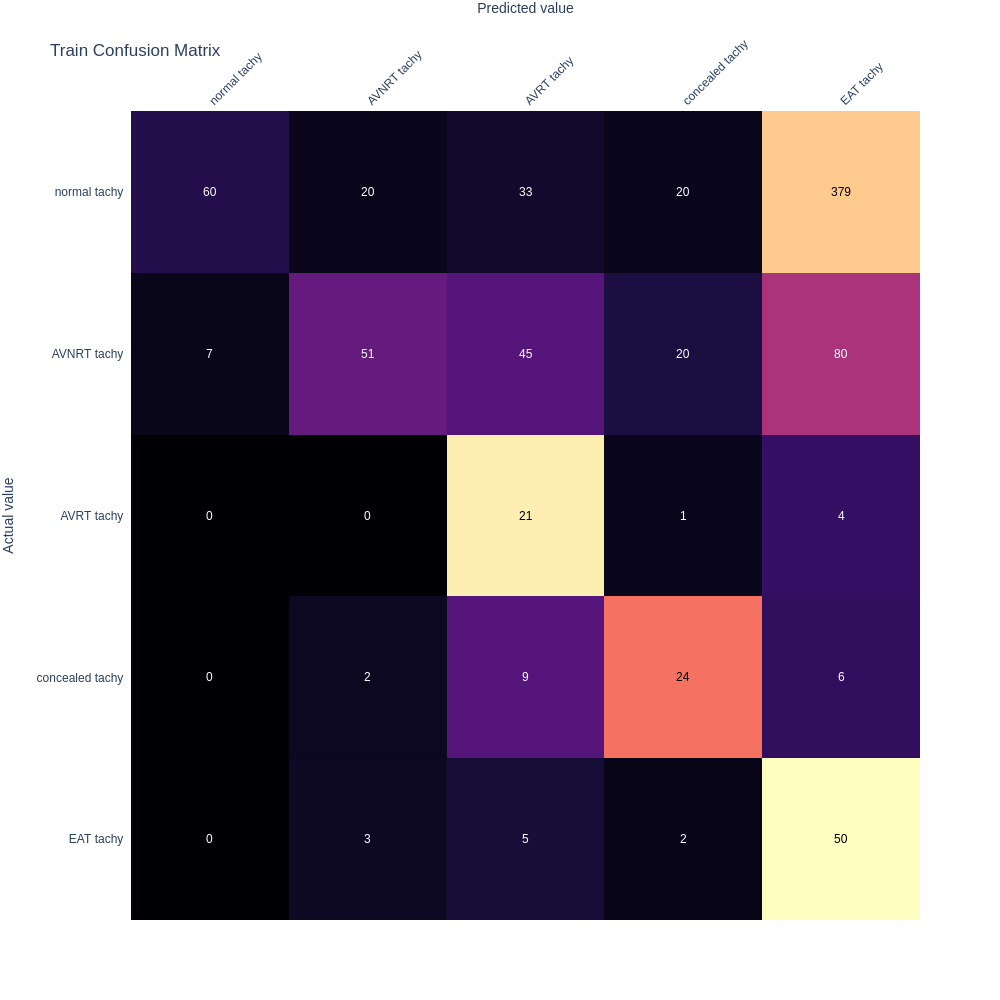 Predicted value
Train Confusion Matrix
normal tachy
AVNRT tachy
AVRT tachy
concealed tachy
EAT tachy
Actual value
normal tachy 60 20 33 20 379
AVNRT tachy 7 51 45 20 80
AVRT tachy 0 0 21 1 4
concealed tachy 0 2 9 24 6
EAT tachy 0 3 5 2 50